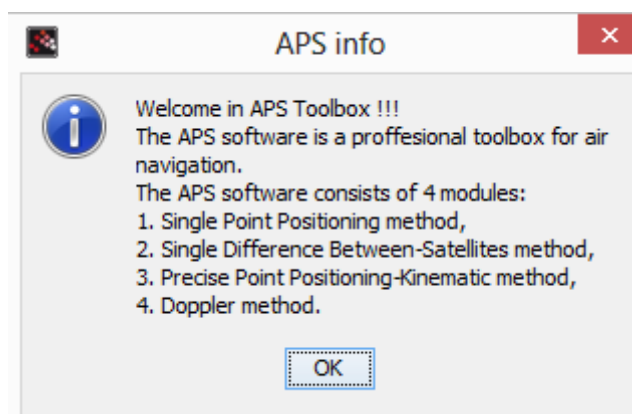 APS info
Welcome in APS Toolbox !!!
The APS software is a proffesional toolbox for air
navigation.
The APS software consists of 4 modules:
1. Single Point Positioning method,
2. Single Difference Between-Satellites method,
3. Precise Point Positioning-Kinematic method,
4. Doppler method.
OK